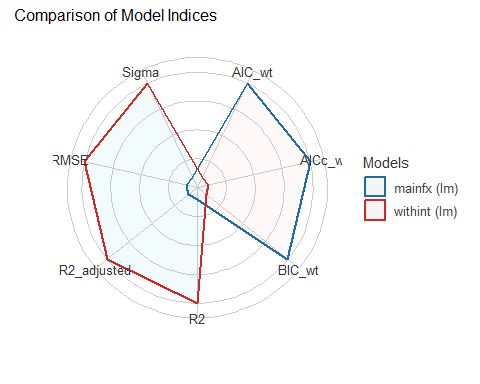 Comparison of Model Indices
Sigma
AIC_wt
RMSE
AICc_w
Models
mainfx (lm)
withint (lm)
R2_adjusted
BIC_wt
R2